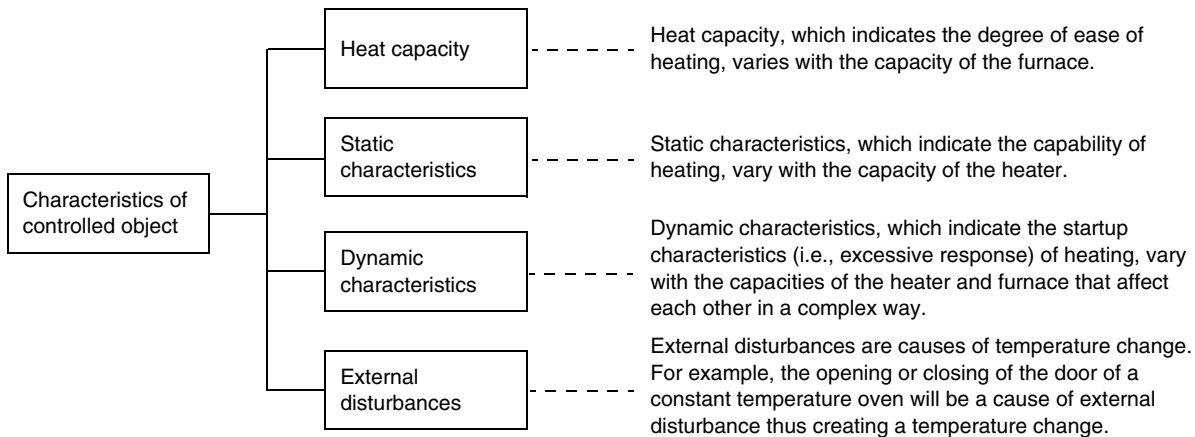 Characteristics of
controlled object
Heat capacity
Heat capacity, which indicates the degree of ease of
heating, varies with the capacity of the furnace.
Static
characteristics
Static characteristics, which indicate the capability of
heating, vary with the capacity of the heater.
Dynamic
characteristics
Dynamic characteristics, which indicate the startup
characteristics (i.e., excessive response) of heating, vary
with the capacities of the heater and furnace that affect
each other in a complex way.
External
disturbances
External disturbances are causes of temperature change.
For example, the opening or closing of the door of a
constant temperature oven will be a cause of external
disturbance thus creating a temperature change.